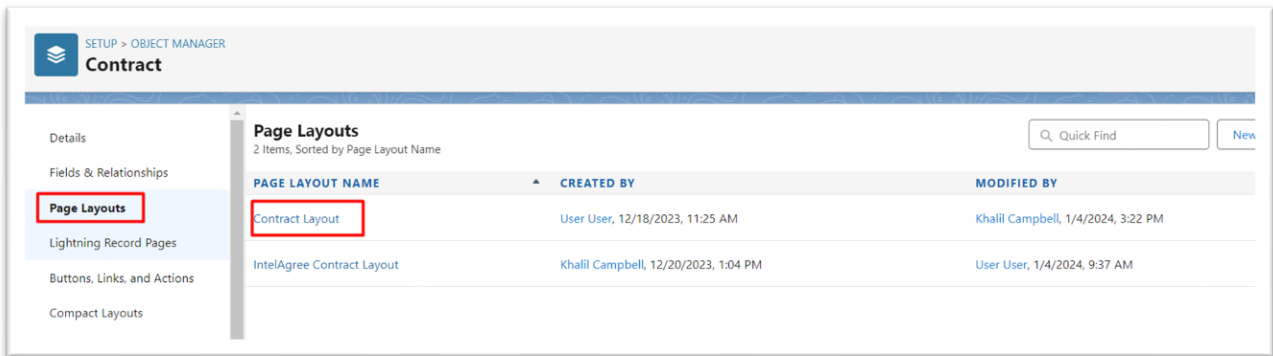 SETUP > OBJECT MANAGER
Contract
Details
Fields & Relationships
Page Layouts
Lightning Record Pages
Buttons, Links, and Actions
Compact Layouts
Page Layouts
2 Items, Sorted by Page Layout Name
Quick Find
New
PAGE LAYOUT NAME CREATED BY MODIFIED BY
Contract Layout User User, 12/18/2023, 11:25 AM Khalil Campbell, 1/4/2024, 3:22 PM
IntelAgree Contract Layout Khalil Campbell, 12/20/2023, 1:04 PM User User, 1/4/2024, 9:37 AM